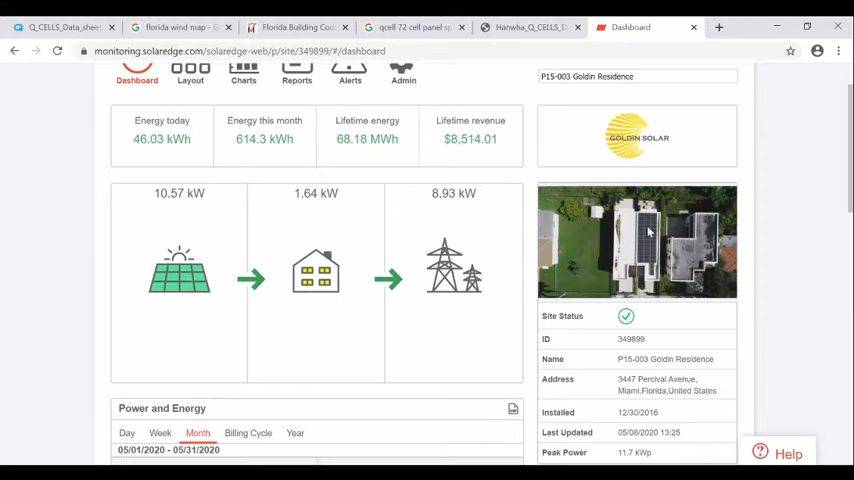 Q_CELLS_Data_shee
florida wind map - G
Florida Building Code
qcell 72 cell panel sp
Hanwha_Q_CELLS_D
Dashboard
monitoring.solaredge.com/solaredge-web/p/site/349899/#/dashboard
Dashboard
Layout
Charts
Reports
Alerts
Admin
P15-003 Goldin Residence
Energy today
46.03 kWh
Energy this month
614.3 kWh
Lifetime energy
68.18 MWh
Lifetime revenue
$8,514.01
GOLDIN SOLAR
10.57 kW
1.64 kW
8.93 kW
Site Status
ID
349899
Name
P15-003 Goldin Residence
Address
3447 Percival Avenue,
Miami,Florida,United States
Installed
12/30/2016
Last Updated
05/08/2020 13:25
Peak Power
11.7 kWp
Power and Energy
Day
Week
Month
Billing Cycle
Year
05/01/2020 - 05/31/2020
Help